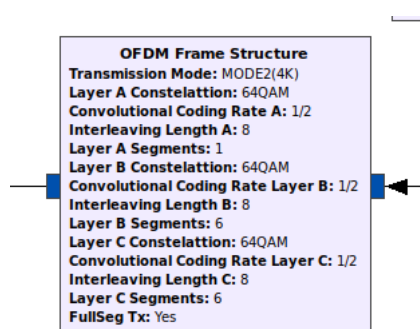 OFDM Frame Structure
Transmission Mode: MODE2(4K)
Layer A Constelattion: 64QAM
Convolutional Coding Rate A: 1/2
Interleaving Length A: 8
Layer A Segments: 1
Layer B Constelattion: 64QAM
Convolutional Coding Rate Layer B: 1/2
Interleaving Length B: 8
Layer B Segments: 6
Layer C Constelattion: 64QAM
Convolutional Coding Rate Layer C: 1/2
Interleaving Length C: 8
Layer C Segments: 6
FullSeg Tx: Yes